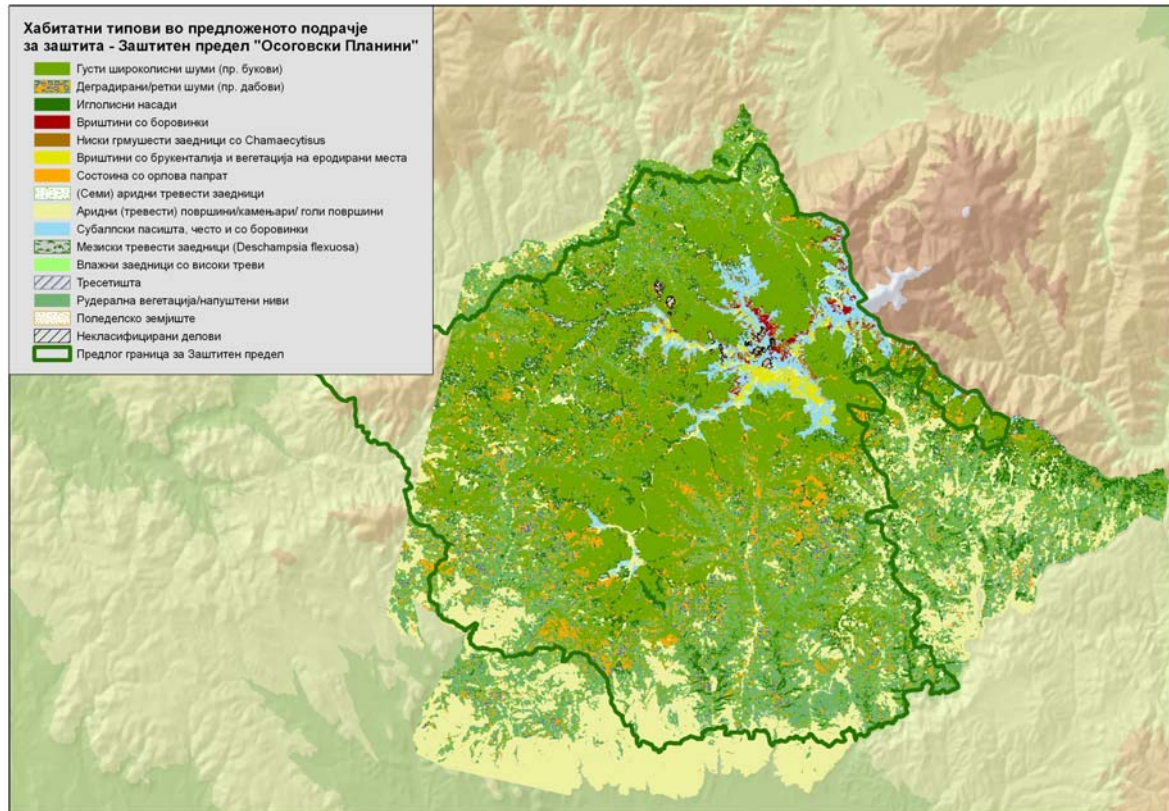 Хабитатни типови во предложеното подрачје
за заштита - Заштитен предел "Осоговски Планини"
Густи широколисни шуми (пр. букови)
Деградирани/ретки шуми (пр. дабови)
Иглолисни насади
Вриштини со боровинки
Ниски грмушести заедници со Chamaecytisus
Вриштини со брукенталија и вегетација на еродирани места
Состоина со орлова папрат
(Семи) аридни тревести заедници
Аридни (тревести) површини/камењари/ голи површини
Субалпски пасишта, често и со боровинки
Мезиски тревести заедници (Deschampsia flexuosa)
Влажни заедници со високи треви
Тресетишта
Рудерална вегетација/напуштени ниви
Поледелско земјиште
Некласифицирани делови
Предлог граница за Заштитен предел